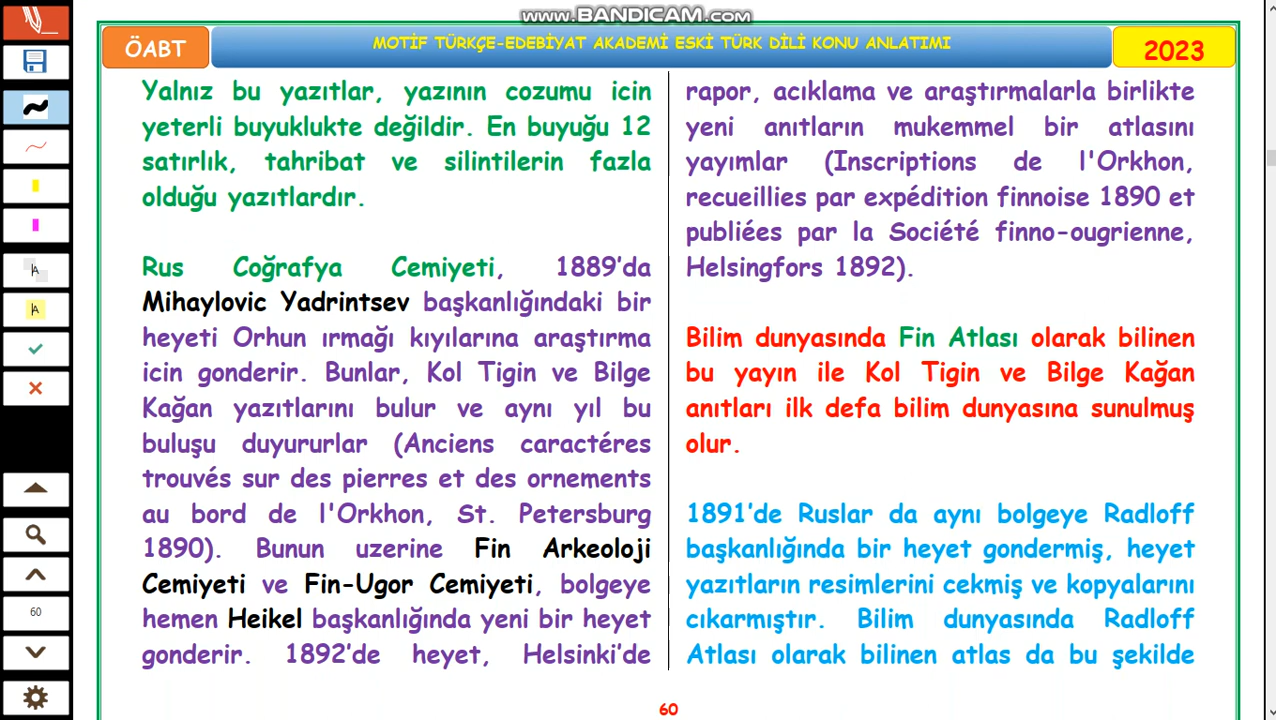 www.BANDICAM.com
ÖABT
MOTİF TÜRKÇE-EDEBİYAT AKADEMİ ESKİ TÜRK DİLİ KONU ANLATIMI
2023
Yalnız bu yazıtlar, yazının cozumu icin
yeterli buyuklukte değildir. En buyuğu 12
satırlık, tahribat ve silintilerin fazla
olduğu yazıtlardır.
Rus Coğrafya Cemiyeti, 1889’da
Mihaylovic Yadrintsev başkanlığındaki bir
heyeti Orhun ırmağı kıyılarına araştırma
icin gonderir. Bunlar, Kol Tigin ve Bilge
Kağan yazıtlarını bulur ve aynı yıl bu
buluşu duyururlar (Anciens caractéres
trouvés sur des pierres et des ornements
au bord de l'Orkhon, St. Petersburg
1890). Bunun uzerine Fin Arkeoloji
Cemiyeti ve Fin-Ugor Cemiyeti, bolgeye
hemen Heikel başkanlığında yeni bir heyet
gonderir. 1892’de heyet, Helsinki’de
rapor, acıklama ve araştırmalarla birlikte
yeni anıtların mukemmel bir atlasını
yayımlar (Inscriptions de l'Orkhon,
recueillies par expédition finnoise 1890 et
publiées par la Société finno-ougrienne,
Helsingfors 1892).
Bilim dunyasında Fin Atlası olarak bilinen
bu yayın ile Kol Tigin ve Bilge Kağan
anıtları ilk defa bilim dunyasına sunulmuş
olur.
1891’de Ruslar da aynı bolgeye Radloff
başkanlığında bir heyet gondermiş, heyet
yazıtların resimlerini cekmiş ve kopyalarını
cıkarmıştır. Bilim dunyasında Radloff
Atlası olarak bilinen atlas da bu şekilde
60
60